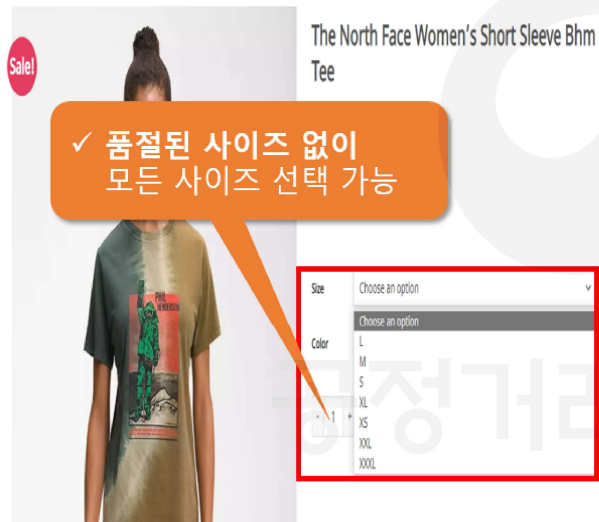 The North Face Women's Short Sleeve Bhm
Tee
Sale!
✓ 품절된 사이즈 없이
모든 사이즈 선택 가능
PHIL
HENDERSON
Size
Choose an option
Choose an option
Color
L
M
S
XL
- 1 +
XS
XXL
XXXL
공정거래